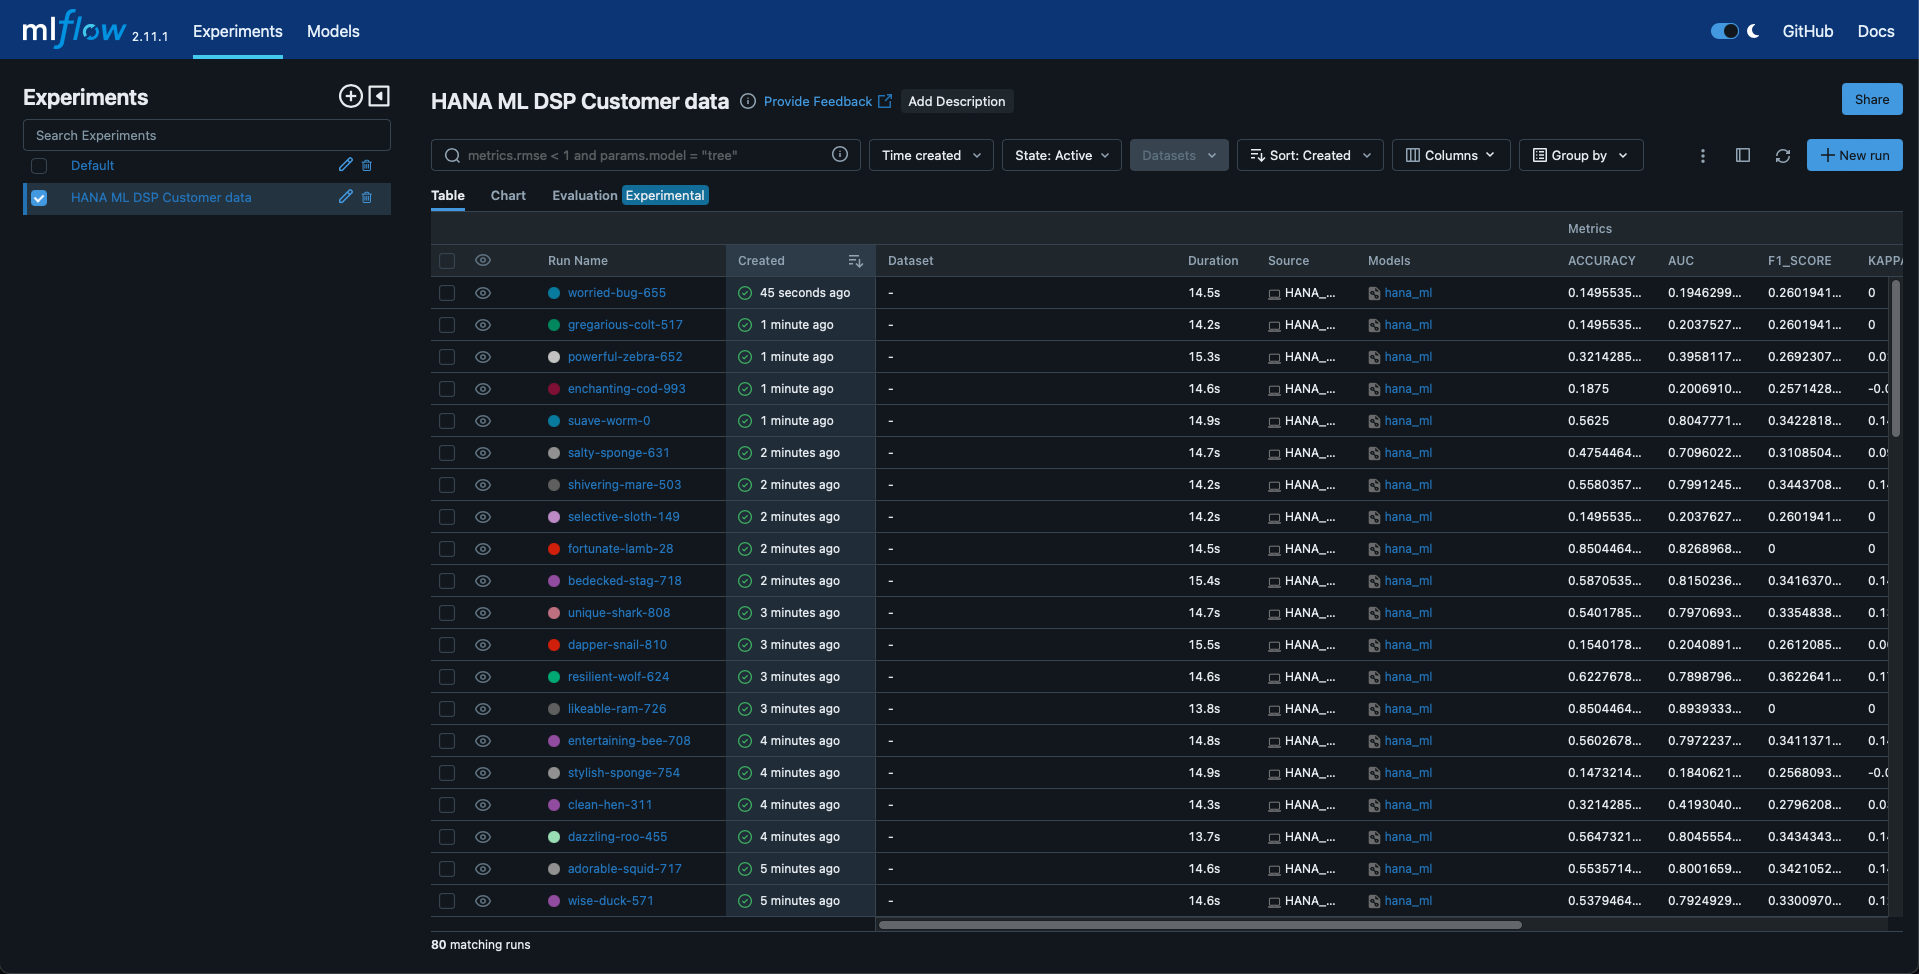 mlflow 2.11.1 Experiments Models GitHub Docs
Experiments
Search Experiments
Default
HANA ML DSP Customer data
HANA ML DSP Customer data Provide Feedback Add Description Share
metrics.rmse < 1 and params.model = "tree" Time created State: Active Datasets Sort: Created Columns Group by New run
Table Chart Evaluation Experimental
Metrics
Run Name Created Dataset Duration Source Models ACCURACY AUC F1_SCORE KAPPA
worried-bug-655 45 seconds ago - 14.5s HANA_... hana_ml 0.1495535... 0.1946299... 0.2601941... 0
gregarious-colt-517 1 minute ago - 14.2s HANA_... hana_ml 0.1495535... 0.2037527... 0.2601941... 0
powerful-zebra-652 1 minute ago - 15.3s HANA_... hana_ml 0.3214285... 0.3958117... 0.2692307... 0.0
enchanting-cod-993 1 minute ago - 14.6s HANA_... hana_ml 0.1875 0.2006910... 0.2571428... -0.0
suave-worm-0 1 minute ago - 14.9s HANA_... hana_ml 0.5625 0.8047771... 0.3422818... 0.1
salty-sponge-631 2 minutes ago - 14.7s HANA_... hana_ml 0.4754464... 0.7096022... 0.3108504... 0.09
shivering-mare-503 2 minutes ago - 14.2s HANA_... hana_ml 0.5580357... 0.7991245... 0.3443708... 0.1
selective-sloth-149 2 minutes ago - 14.2s HANA_... hana_ml 0.1495535... 0.2037627... 0.2601941... 0
fortunate-lamb-28 2 minutes ago - 14.5s HANA_... hana_ml 0.8504464... 0.8268968... 0 0
bedecked-stag-718 2 minutes ago - 15.4s HANA_... hana_ml 0.5870535... 0.8150236... 0.3416370... 0.1
unique-shark-808 3 minutes ago - 14.7s HANA_... hana_ml 0.5401785... 0.7970693... 0.3354838... 0.1
dapper-snail-810 3 minutes ago - 15.5s HANA_... hana_ml 0.1540178... 0.2040891... 0.2612085... 0.0
resilient-wolf-624 3 minutes ago - 14.6s HANA_... hana_ml 0.6227678... 0.7898796... 0.3622641... 0.1
likeable-ram-726 3 minutes ago - 13.8s HANA_... hana_ml 0.8504464... 0.8939333... 0 0
entertaining-bee-708 4 minutes ago - 14.8s HANA_... hana_ml 0.5602678... 0.7972237... 0.3411371... 0.1
stylish-sponge-754 4 minutes ago - 14.9s HANA_... hana_ml 0.1473214... 0.1840621... 0.2568093... -0.0
clean-hen-311 4 minutes ago - 14.3s HANA_... hana_ml 0.3214285... 0.4193040... 0.2796208... 0.0
dazzling-roo-455 4 minutes ago - 13.7s HANA_... hana_ml 0.5647321... 0.8045554... 0.3434343... 0.1
adorable-squid-717 5 minutes ago - 14.6s HANA_... hana_ml 0.5535714... 0.8001659... 0.3421052... 0.1
wise-duck-571 5 minutes ago - 14.6s HANA_... hana_ml 0.5379464... 0.7924929... 0.3300970... 0.1
80 matching runs